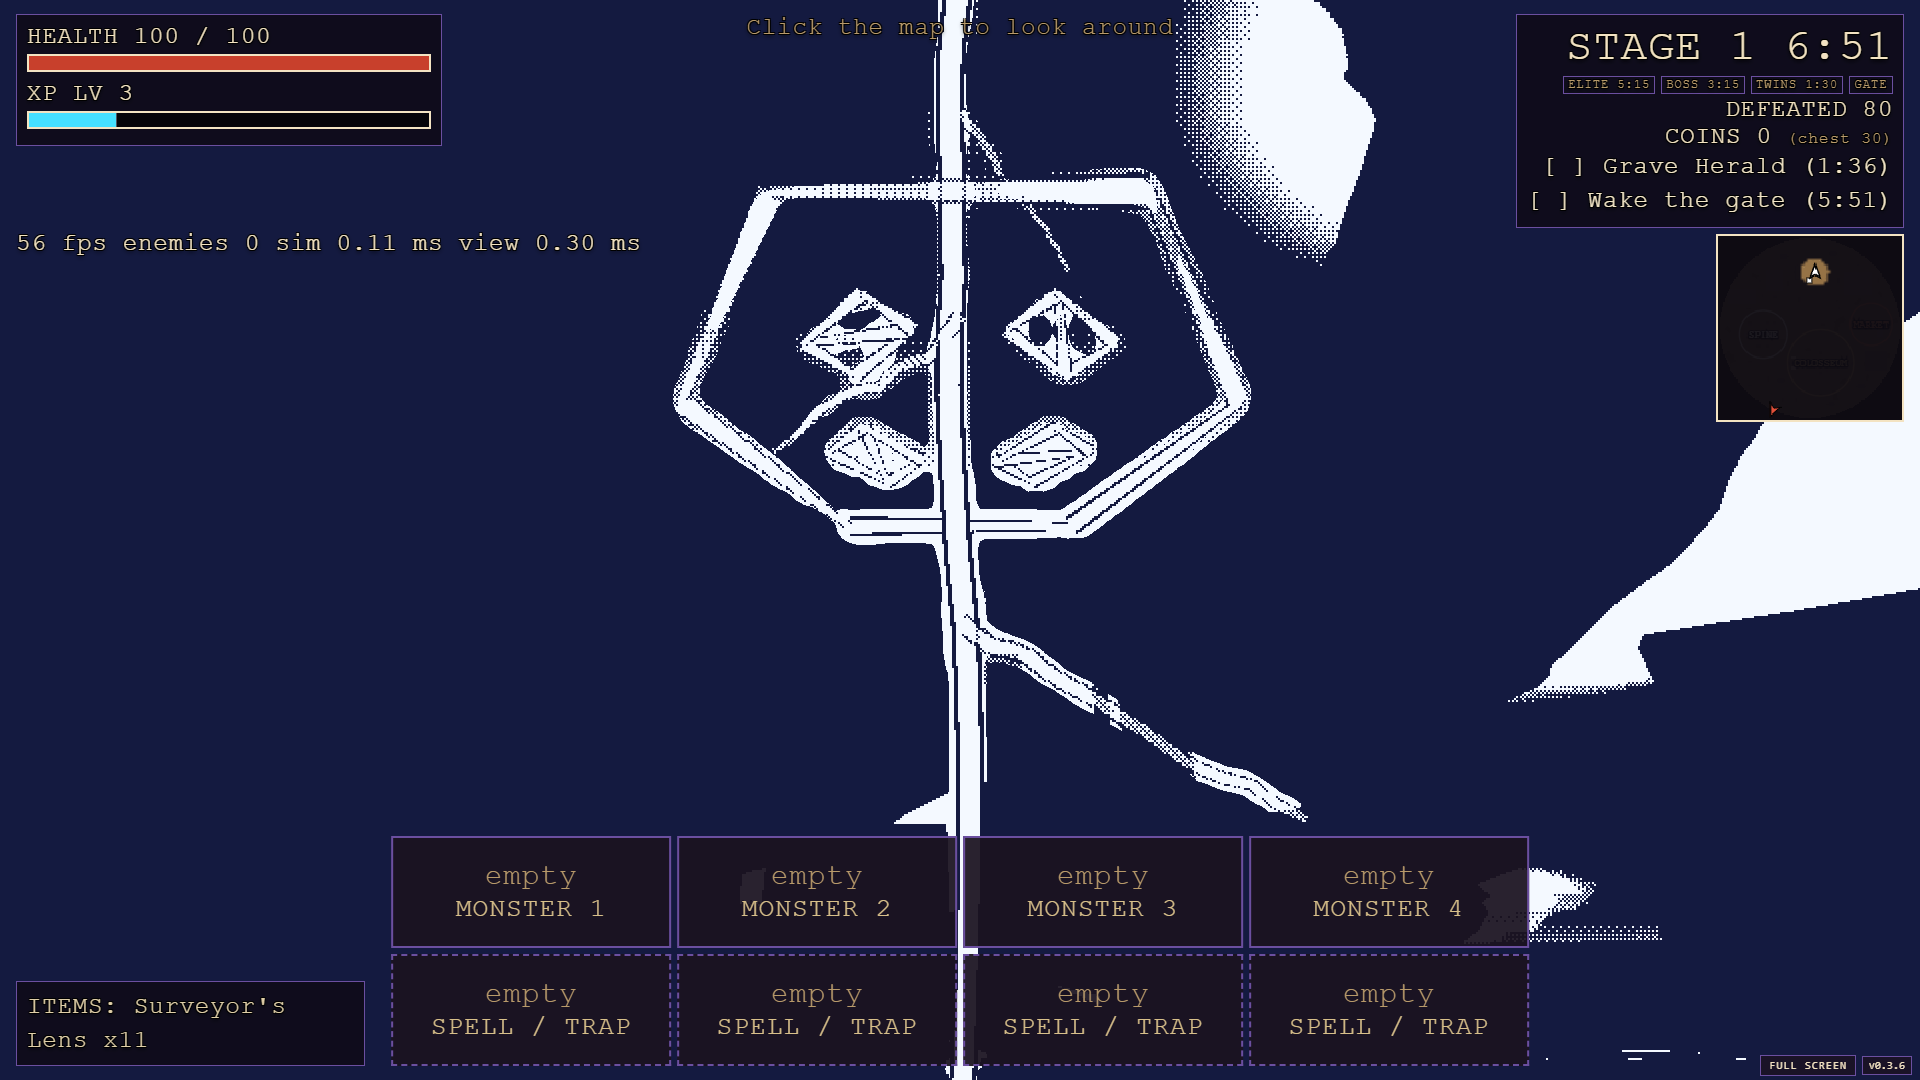 HEALTH 100 / 100
XP LV 3
Click the map to look around
STAGE 1 6:51
ELITE 5:15 BOSS 3:15 TWINS 1:30 GATE
DEFEATED 80
COINS 0 (chest 30)
[ ] Grave Herald (1:36)
[ ] Wake the gate (5:51)
56 fps enemies 0 sim 0.11 ms view 0.30 ms
empty empty empty empty
MONSTER 1 MONSTER 2 MONSTER 3 MONSTER 4
empty empty empty empty
SPELL / TRAP SPELL / TRAP SPELL / TRAP SPELL / TRAP
ITEMS: Surveyor's
Lens x11
FULL SCREEN v0.3.6